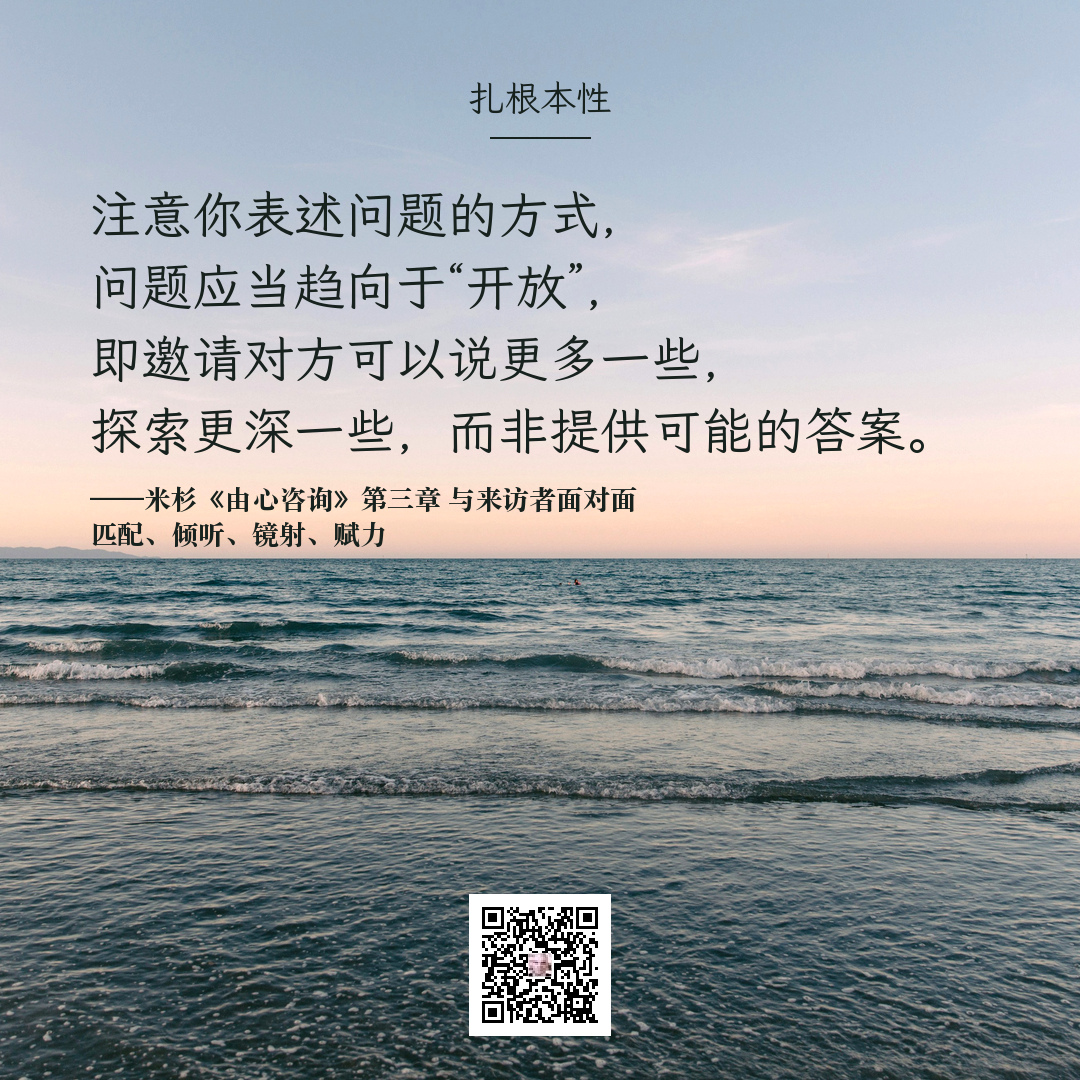 扎根本性
注意你表述问题的方式，
问题应当趋向于“开放”，
即邀请对方可以说更多一些，
探索更深一些，而非提供可能的答案。
——米杉《由心咨询》第三章 与来访者面对面
匹配、倾听、镜射、赋力